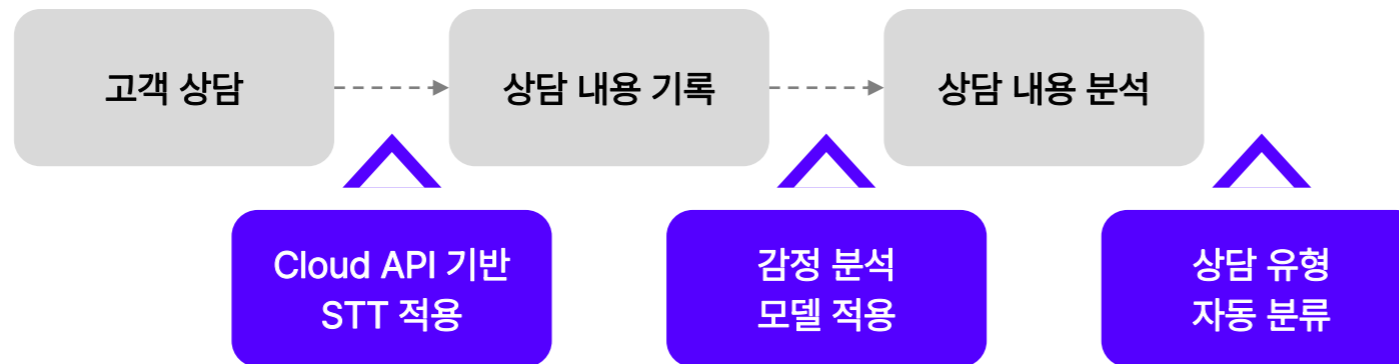 고객 상담
상담 내용 기록
상담 내용 분석
Cloud API 기반
STT 적용
감정 분석
모델 적용
상담 유형
자동 분류